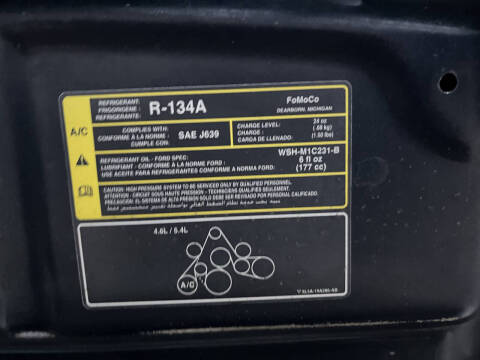 REFRIGERANT:
FRIGORIGENE:
REFRIGERANTE:
R-134A
FoMoCo
DEARBORN, MICHIGAN
A/C
COMPLIES WITH:
CONFORME À LA NORME :
CUMPLE CON:
SAE J639
CHARGE LEVEL:
CHARGE :
CARGA DE LLENADO:
24 oz
(.68 kg)
(1.50 lbs)
REFRIGERANT OIL - FORD SPEC:
LUBRIFIANT : CONFORME À LA NORME FORD:
USE ACEITE PARA REFRIGERANTES CONFORME A NORMA FORD:
WSH-M1C231-B
6 fl oz
(177 cc)
CAUTION: HIGH PRESSURE SYSTEM TO BE SERVICED ONLY BY QUALIFIED PERSONNEL.
ATTENTION : CIRCUIT SOUS HAUTE PRESSION - TECHNICIENS QUALIFIES SEULEMENT.
PRECAUCION: EL SISTEMA DE ALTA PRESION SOLO DEBE SER REVISADO POR PERSONAL CALIFICADO.
4.6L / 5.4L
A/C